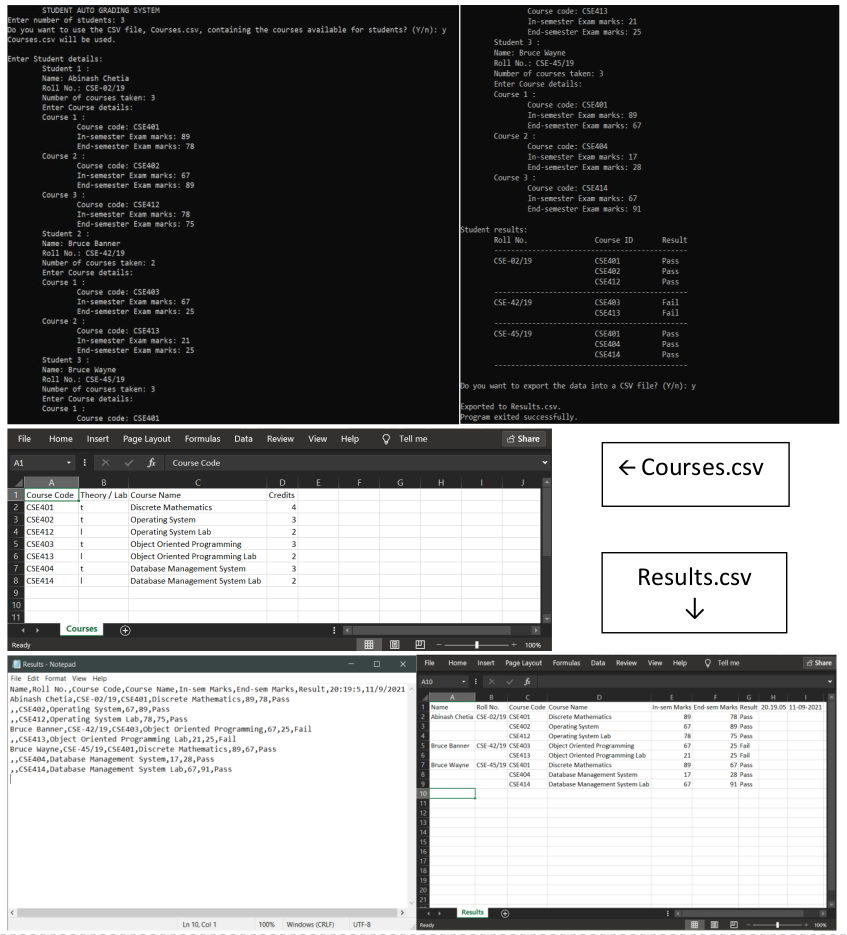 STUDENT AUTO GRADING SYSTEM
Enter number of students: 3
Do you want to use the CSV file, Courses.csv, containing the courses available for students? (Y/n): y
Courses.csv will be used.
Enter Student details:
Student 1 :
Name: Abinash Chetia
Roll No.: CSE-02/19
Number of courses taken: 3
Enter Course details:
Course 1 :
Course code: CSE401
In-semester Exam marks: 89
End-semester Exam marks: 78
Course 2 :
Course code: CSE402
In-semester Exam marks: 67
End-semester Exam marks: 89
Course 3 :
Course code: CSE412
In-semester Exam marks: 78
End-semester Exam marks: 75
Student 2 :
Name: Bruce Banner
Roll No.: CSE-42/19
Number of courses taken: 2
Enter Course details:
Course 1 :
Course code: CSE403
In-semester Exam marks: 67
End-semester Exam marks: 25
Course 2 :
Course code: CSE413
In-semester Exam marks: 21
End-semester Exam marks: 25
Student 3 :
Name: Bruce Wayne
Roll No.: CSE-45/19
Number of courses taken: 3
Enter Course details:
Course 1 :
Course code: CSE401
Course code: CSE413
In-semester Exam marks: 21
End-semester Exam marks: 25
Student 3 :
Name: Bruce Wayne
Roll No.: CSE-45/19
Number of courses taken: 3
Enter Course details:
Course 1 :
Course code: CSE401
In-semester Exam marks: 89
End-semester Exam marks: 67
Course 2 :
Course code: CSE404
In-semester Exam marks: 17
End-semester Exam marks: 28
Course 3 :
Course code: CSE414
In-semester Exam marks: 67
End-semester Exam marks: 91
Student results:
Roll No. Course ID Result
CSE-02/19 CSE401 Pass
CSE402 Pass
CSE412 Pass
CSE-42/19 CSE403 Fail
CSE413 Fail
CSE-45/19 CSE401 Pass
CSE404 Pass
CSE414 Pass
Do you want to export the data into a CSV file? (Y/n): y
Exported to Results.csv.
Program exited successfully.
File Home Insert Page Layout Formulas Data Review View Help Tell me Share
A1 fx Course Code
A B C D E F G H I J
1 Course Code Theory / Lab Course Name Credits
2 CSE401 t Discrete Mathematics 4
3 CSE402 t Operating System 3
4 CSE412 l Operating System Lab 2
5 CSE403 t Object Oriented Programming 3
6 CSE413 l Object Oriented Programming Lab 2
7 CSE404 t Database Management System 3
8 CSE414 l Database Management System Lab 2
9
10
11
Courses
Ready 100%
← Courses.csv
Results.csv
↓
Results - Notepad
File Edit Format View Help
Name,Roll No.,Course Code,Course Name,In-sem Marks,End-sem Marks,Result,20:19:5,11/9/2021
Abinash Chetia,CSE-02/19,CSE401,Discrete Mathematics,89,78,Pass
,,CSE402,Operating System,67,89,Pass
,,CSE412,Operating System Lab,78,75,Pass
Bruce Banner,CSE-42/19,CSE403,Object Oriented Programming,67,25,Fail
,,CSE413,Object Oriented Programming Lab,21,25,Fail
Bruce Wayne,CSE-45/19,CSE401,Discrete Mathematics,89,67,Pass
,,CSE404,Database Management System,17,28,Pass
,,CSE414,Database Management System Lab,67,91,Pass
Ln 10, Col 1 100% Windows (CRLF) UTF-8
File Home Insert Page Layout Formulas Data Review View Help Tell me Share
A10 fx
A B C D E F G H I
1 Name Roll No. Course Code Course Name In-sem Marks End-sem Marks Result 20.19.05 11-09-2021
2 Abinash Chetia CSE-02/19 CSE401 Discrete Mathematics 89 78 Pass
3 CSE402 Operating System 67 89 Pass
4 CSE412 Operating System Lab 78 75 Pass
5 Bruce Banner CSE-42/19 CSE403 Object Oriented Programming 67 25 Fail
6 CSE413 Object Oriented Programming Lab 21 25 Fail
7 Bruce Wayne CSE-45/19 CSE401 Discrete Mathematics 89 67 Pass
8 CSE404 Database Management System 17 28 Pass
9 CSE414 Database Management System Lab 67 91 Pass
10
11
12
13
14
15
16
17
18
19
20
21
Results
Ready 100%